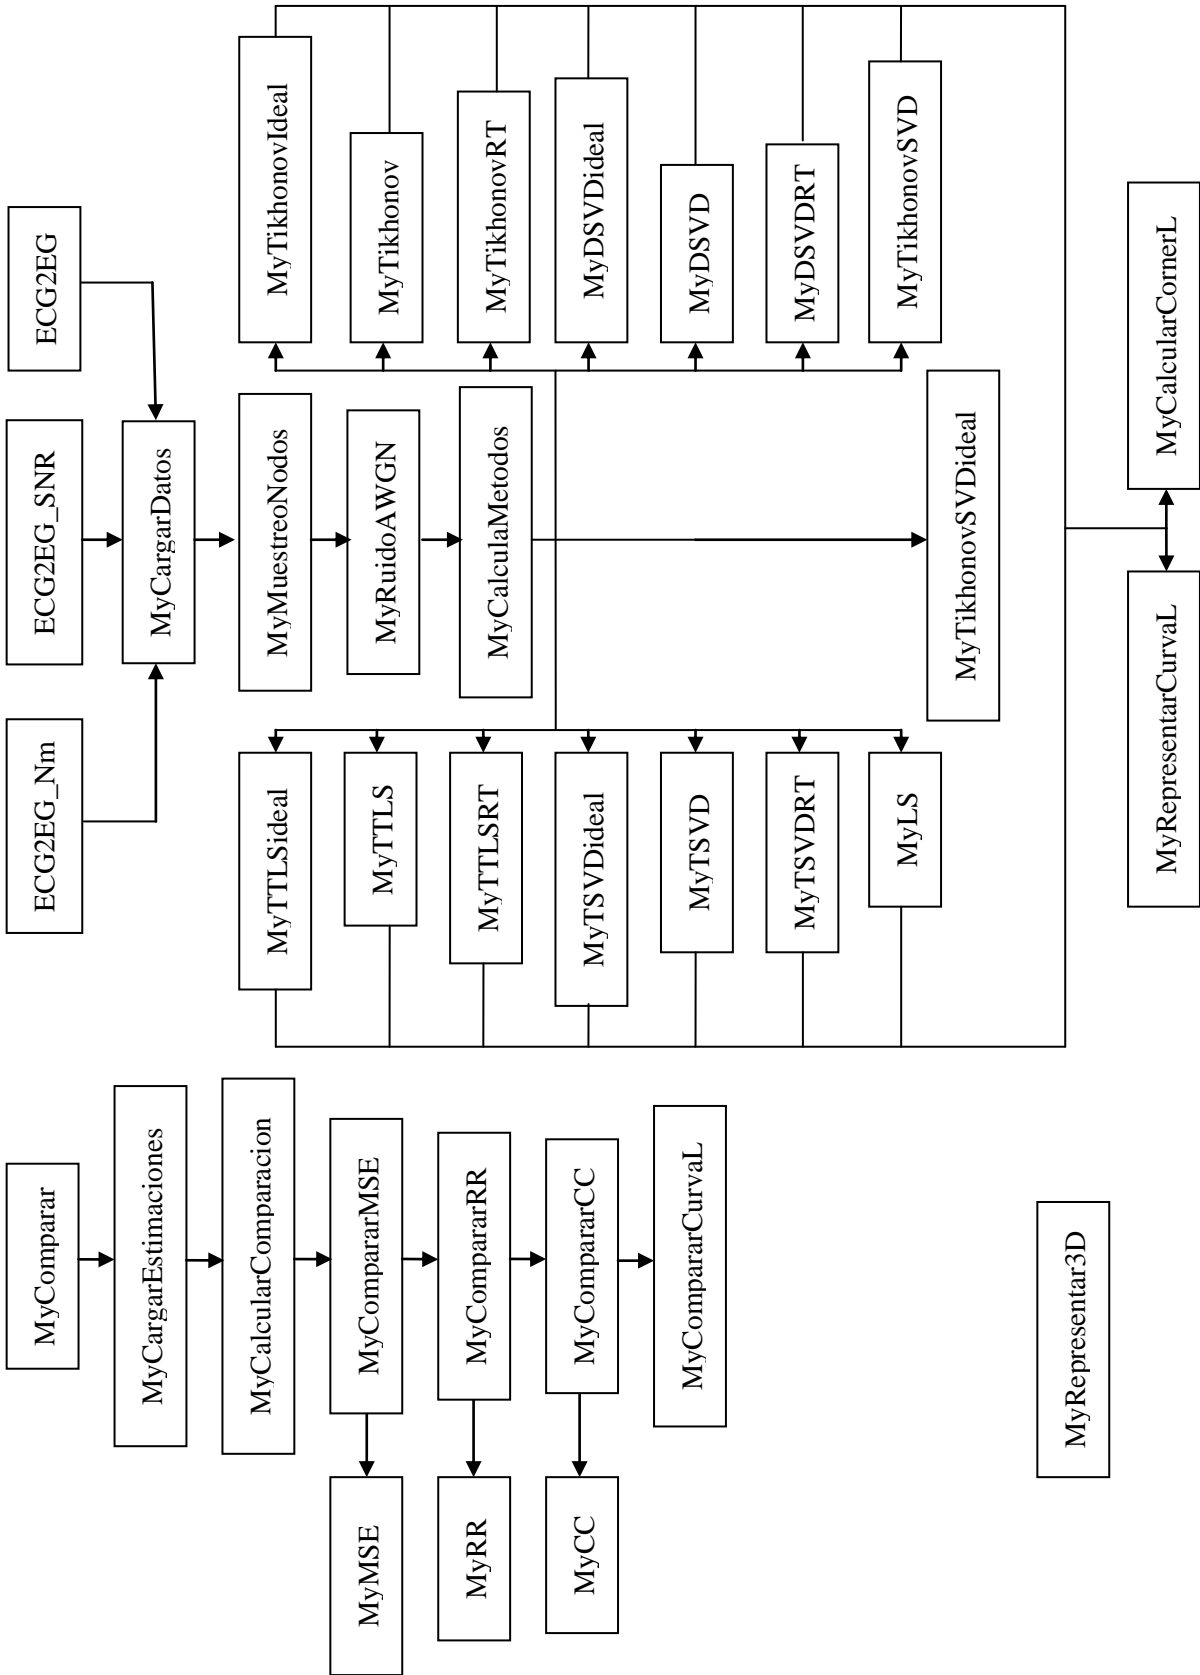 ECG2EG_Nm
ECG2EG_SNR
ECG2EG
MyCargarDatos
MyMuestreoNodos
MyRuidoAWGN
MyCalculaMetodos
MyTTLSideal
MyTTLS
MyTTLSRT
MyTSVDideal
MyTSVD
MyTSVDRT
MyLS
MyTikhonovIdeal
MyTikhonov
MyTikhonovRT
MyDSVDideal
MyDSVD
MyDSVDRT
MyTikhonovSVD
MyTikhonovSVDideal
MyRepresentarCurvaL
MyCalcularCornerL
MyComparar
MyCargarEstimaciones
MyCalcularComparacion
MyCompararMSE
MyCompararRR
MyCompararCC
MyCompararCurvaL
MyMSE
MyRR
MyCC
MyRepresentar3D